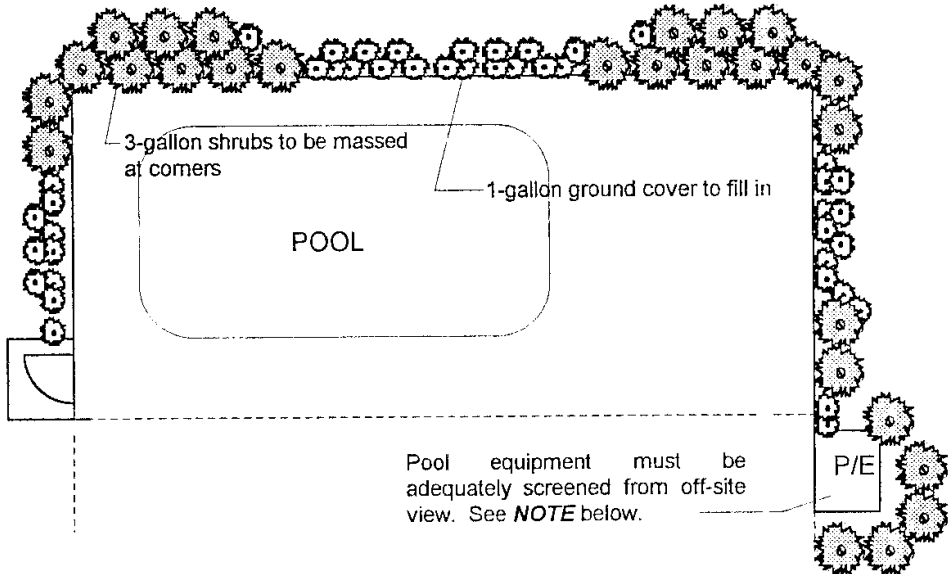 3-gallon shrubs to be massed
at corners
1-gallon ground cover to fill in
POOL
P/E
Pool equipment must be
adequately screened from off-site
view. See NOTE below.